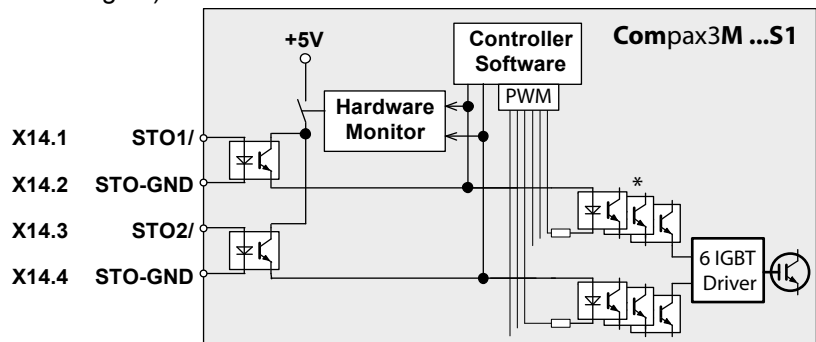 +5V
Controller
Software
Compax3M ...S1
PWM
Hardware
Monitor
X14.1 STO1/
X14.2 STO-GND
*
X14.3 STO2/
X14.4 STO-GND
6 IGBT
Driver